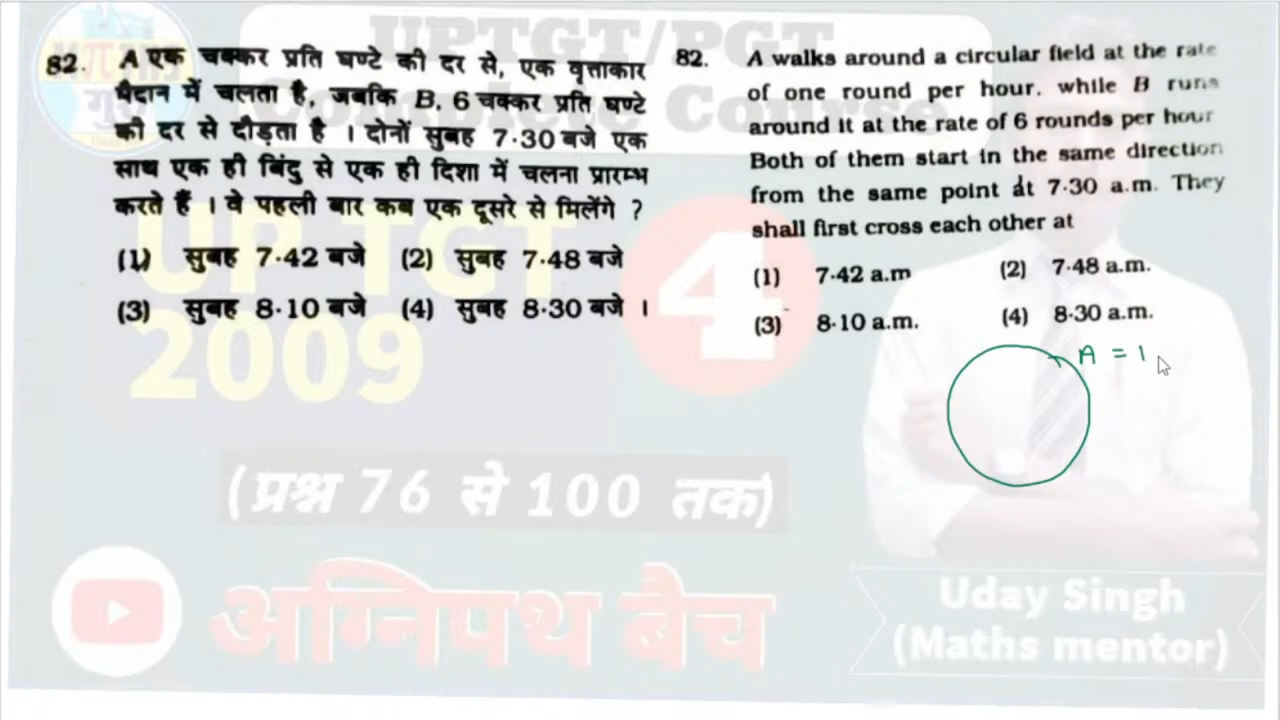 UPTGT/PGT
Complete Course
82. A एक चक्कर प्रति घण्टे की दर से, एक वृत्ताकार
मैदान में चलता है, जबकि B, 6 चक्कर प्रति घण्टे
की दर से दौड़ता है । दोनों सुबह 7·30 बजे एक
साथ एक ही बिंदु से एक ही दिशा में चलना प्रारम्भ
करते हैं । वे पहली बार कब एक दूसरे से मिलेंगे ?
(1) सुबह 7·42 बजे (2) सुबह 7·48 बजे
(3) सुबह 8·10 बजे (4) सुबह 8·30 बजे ।
82. A walks around a circular field at the rate
of one round per hour. while B runs
around it at the rate of 6 rounds per hour
Both of them start in the same direction
from the same point at 7·30 a.m. They
shall first cross each other at
(1) 7·42 a.m (2) 7·48 a.m.
(3) 8·10 a.m. (4) 8·30 a.m.
A = 1
UP TGT
2009
4
(प्रश्न 76 से 100 तक)
अग्निपथ बैच
Uday Singh
(Maths mentor)